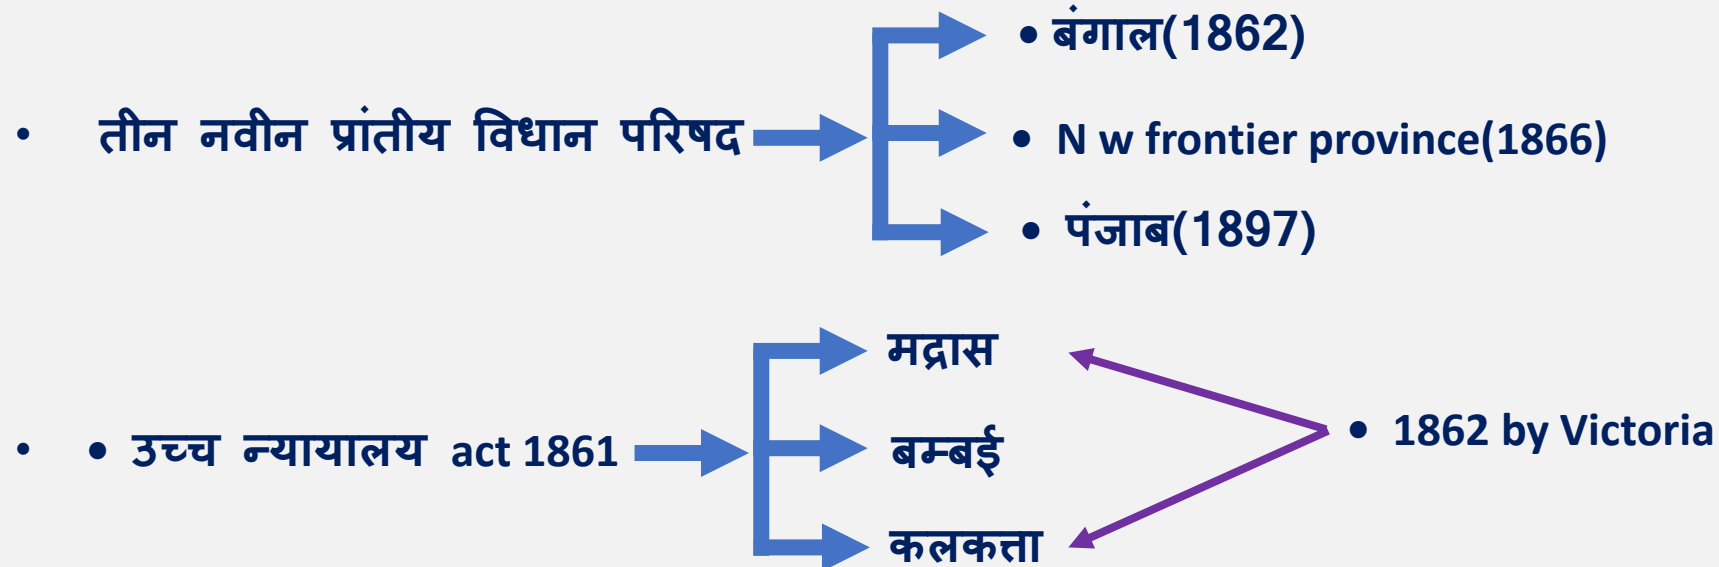 • बंगाल(1862)
• तीन नवीन प्रांतीय विधान परिषद
• N w frontier province(1866)
• पंजाब(1897)
मद्रास
• • उच्च न्यायालय act 1861
बम्बई
• 1862 by Victoria
कलकत्ता